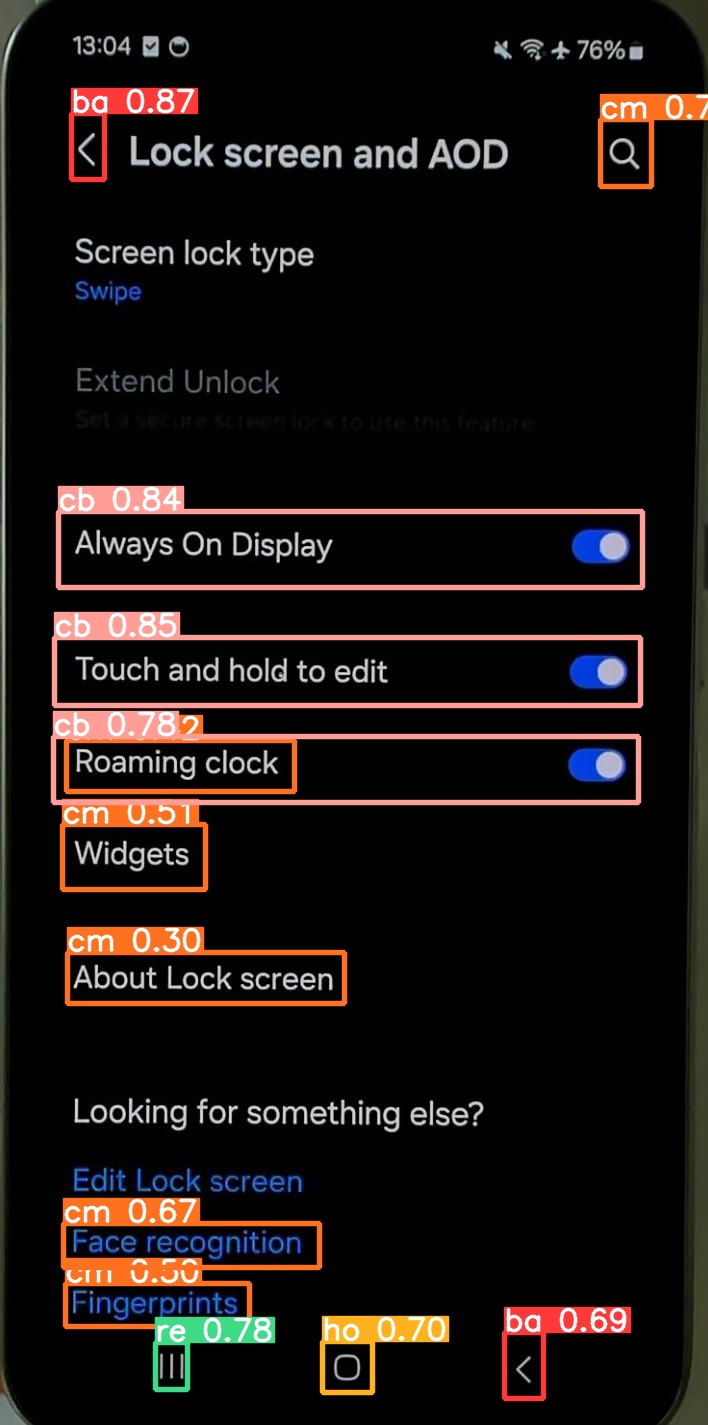 13:04 76%
ba 0.87
cm 0.7
Lock screen and AOD
Screen lock type
Swipe
Extend Unlock
Set a secure screen lock to use this feature
cb 0.84
Always On Display
cb 0.85
Touch and hold to edit
cb 0.78
Roaming clock
cm 0.51
Widgets
cm 0.30
About Lock screen
Looking for something else?
Edit Lock screen
cm 0.67
Face recognition
cm 0.50
Fingerprints
re 0.78 ho 0.70 ba 0.69